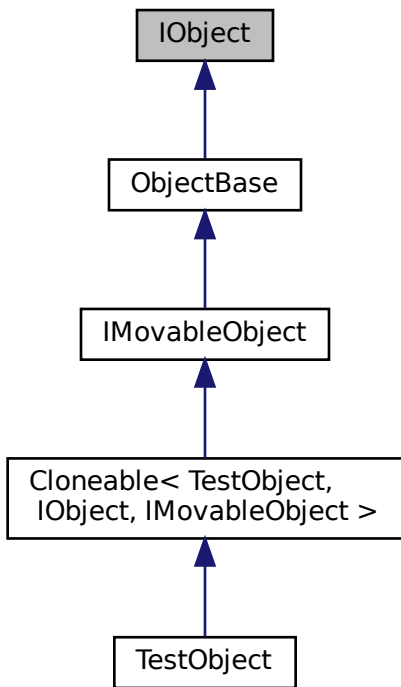 IObject
ObjectBase
IMovableObject
Cloneable< TestObject,
IObject, IMovableObject >
TestObject